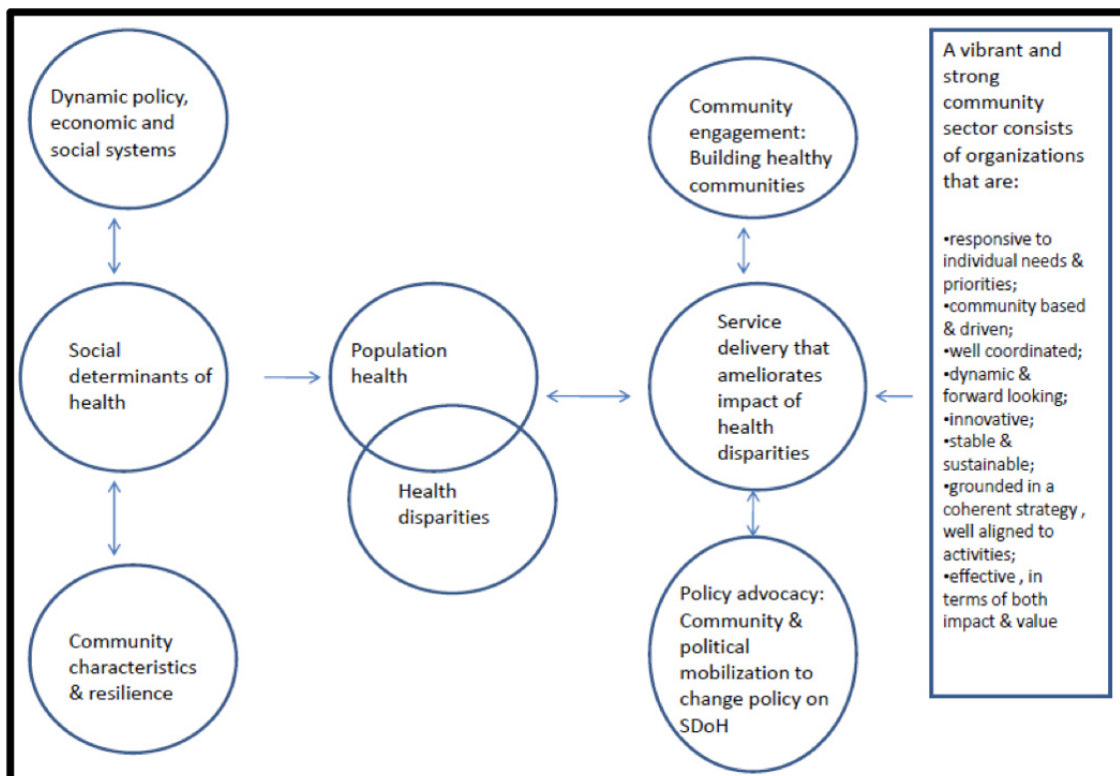 Dynamic policy,
economic and
social systems
Social
determinants of
health
Community
characteristics
& resilience
Population
health
Health
disparities
Community
engagement:
Building healthy
communities
Service
delivery that
ameliorates
impact of
health
disparities
Policy advocacy:
Community &
political
mobilization to
change policy on
SDoH
A vibrant and
strong
community
sector consists
of organizations
that are:
•responsive to
individual needs &
priorities;
•community based
& driven;
•well coordinated;
•dynamic &
forward looking;
•innovative;
•stable &
sustainable;
•grounded in a
coherent strategy ,
well aligned to
activities;
•effective , in
terms of both
impact & value